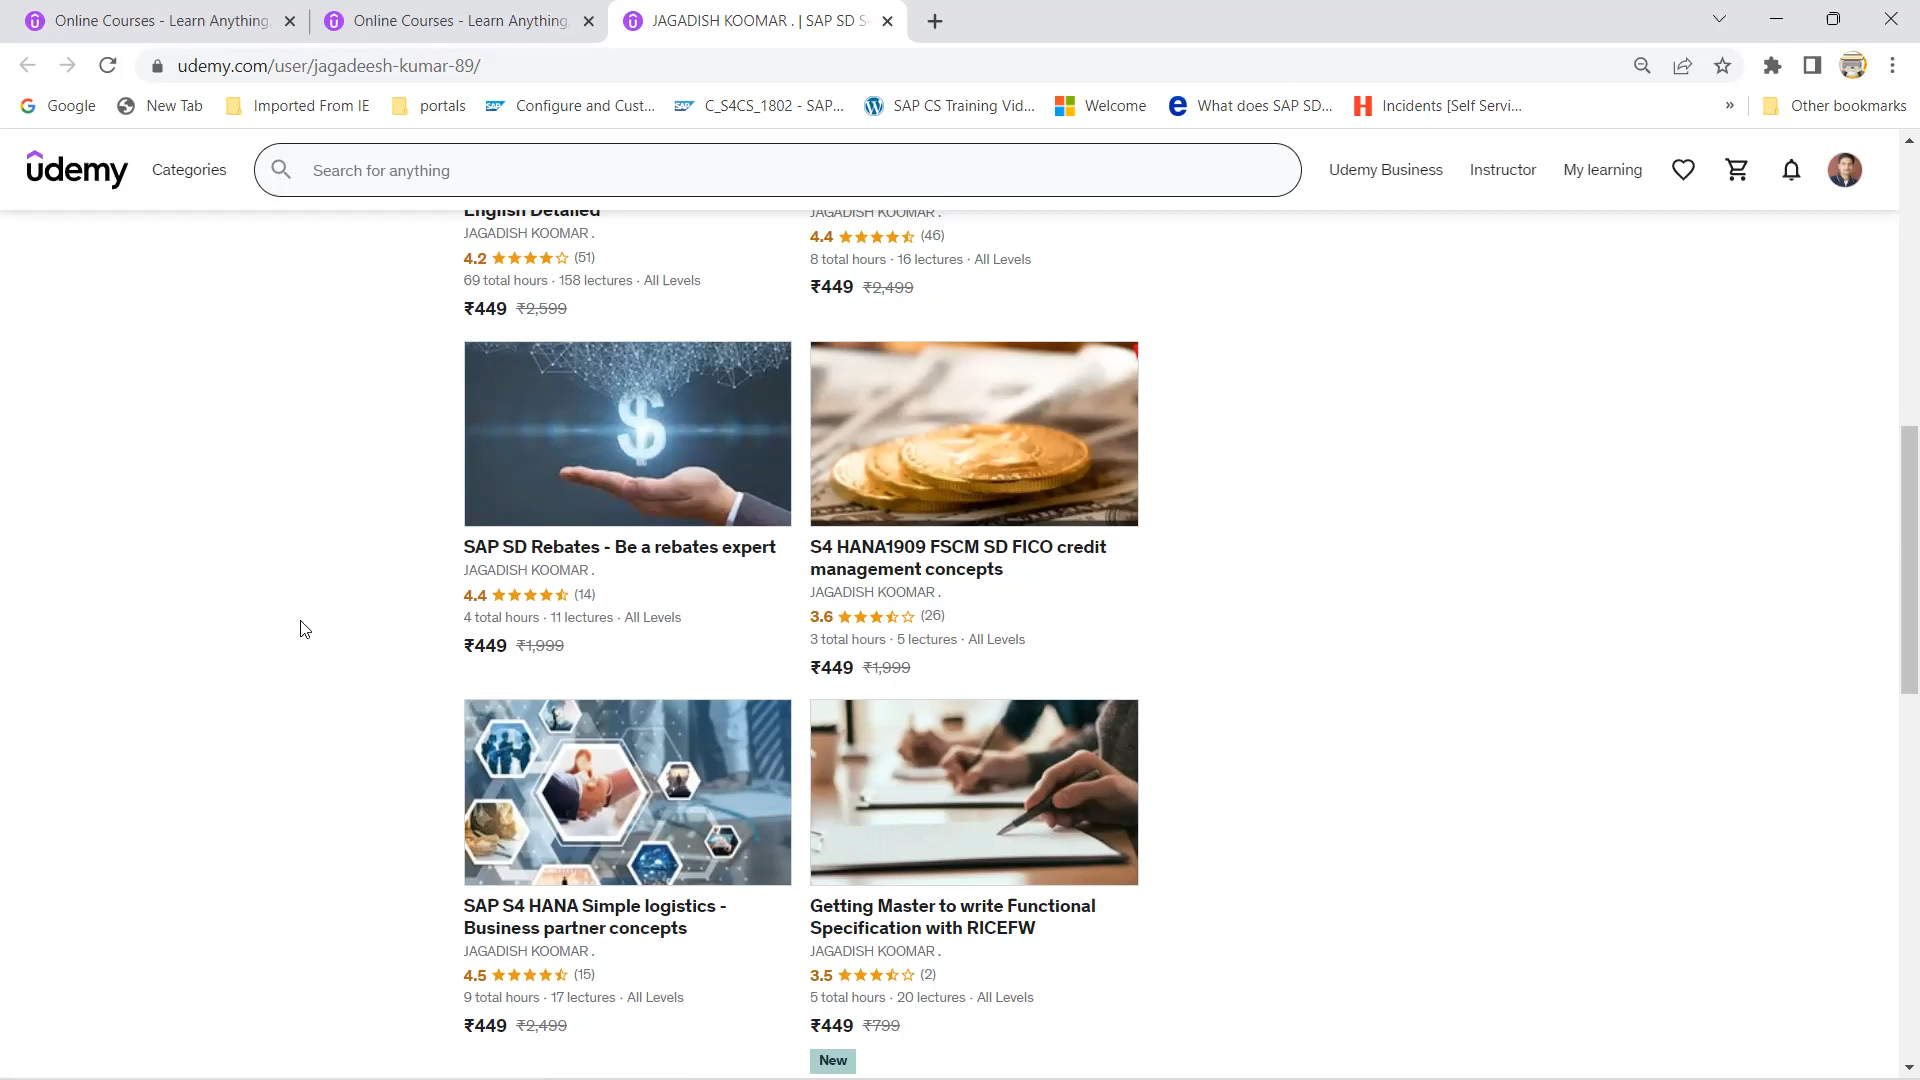 Online Courses - Learn Anything,
Online Courses - Learn Anything,
JAGADISH KOOMAR . | SAP SD S
udemy.com/user/jagadeesh-kumar-89/
Google
New Tab
Imported From IE
portals
Configure and Cust...
C_S4CS_1802 - SAP...
SAP CS Training Vid...
Welcome
What does SAP SD...
Incidents [Self Servi...
»
Other bookmarks
udemy
Categories
Search for anything
Udemy Business
Instructor
My learning
English Detailed
JAGADISH KOOMAR .
4.2 (51)
69 total hours · 158 lectures · All Levels
₹449 ₹2,599
JAGADISH KOOMAR .
4.4 (46)
8 total hours · 16 lectures · All Levels
₹449 ₹2,499
SAP SD Rebates - Be a rebates expert
JAGADISH KOOMAR .
4.4 (14)
4 total hours · 11 lectures · All Levels
₹449 ₹1,999
S4 HANA1909 FSCM SD FICO credit
management concepts
JAGADISH KOOMAR .
3.6 (26)
3 total hours · 5 lectures · All Levels
₹449 ₹1,999
SAP S4 HANA Simple logistics -
Business partner concepts
JAGADISH KOOMAR .
4.5 (15)
9 total hours · 17 lectures · All Levels
₹449 ₹2,499
Getting Master to write Functional
Specification with RICEFW
JAGADISH KOOMAR .
3.5 (2)
5 total hours · 20 lectures · All Levels
₹449 ₹799
New